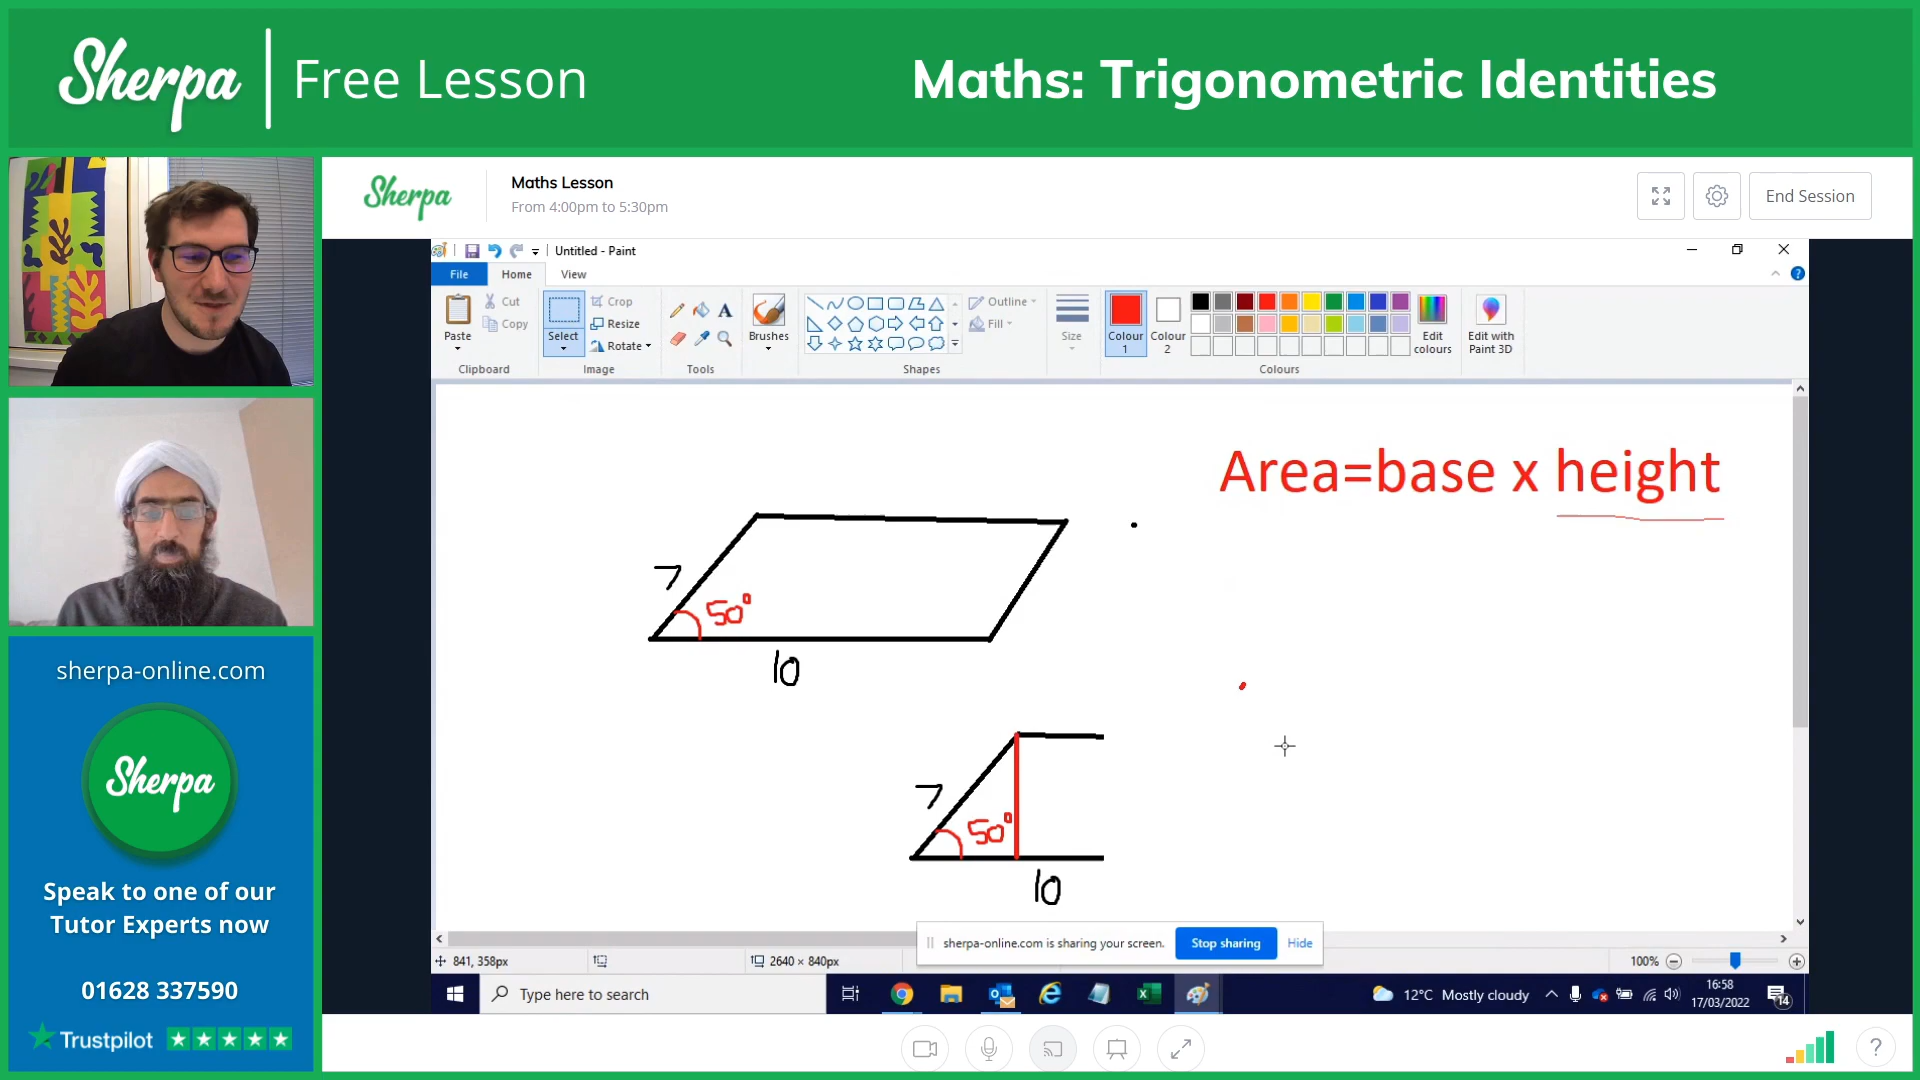 Sherpa | Free Lesson
Maths: Trigonometric Identities
Sherpa
Maths Lesson
From 4:00pm to 5:30pm
End Session
Untitled - Paint
File Home View
Paste
Cut
Copy
Clipboard
Select
Crop
Resize
Rotate
Image
A
Tools
Brushes
Shapes
Outline
Fill
Size
Colour 1
Colour 2
Edit colours
Colours
Edit with Paint 3D
Area=base x height
7
50°
10
7
50°
10
sherpa-online.com is sharing your screen.
Stop sharing
Hide
841, 358px
2640 × 840px
100%
Type here to search
12°C Mostly cloudy
16:58
17/03/2022
14
sherpa-online.com
Sherpa
Speak to one of our
Tutor Experts now
01628 337590
Trustpilot